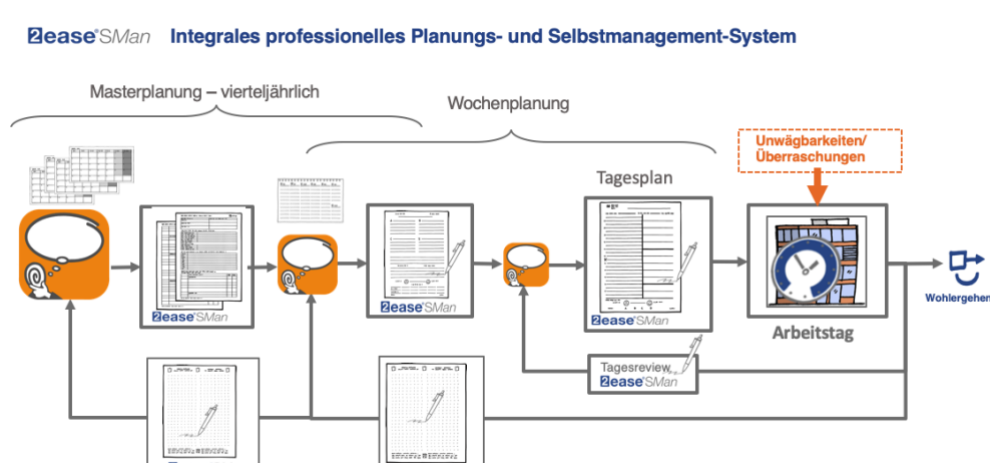 2ease®SMan Integrales professionelles Planungs- und Selbstmanagement-System
Masterplanung – vierteljährlich
Wochenplanung
Unwägbarkeiten/
Überraschungen
Tagesplan
2ease®SMan
2ease®SMan
2ease®SMan
Arbeitstag
Wohlergehen
Tagesreview
2ease®SMan